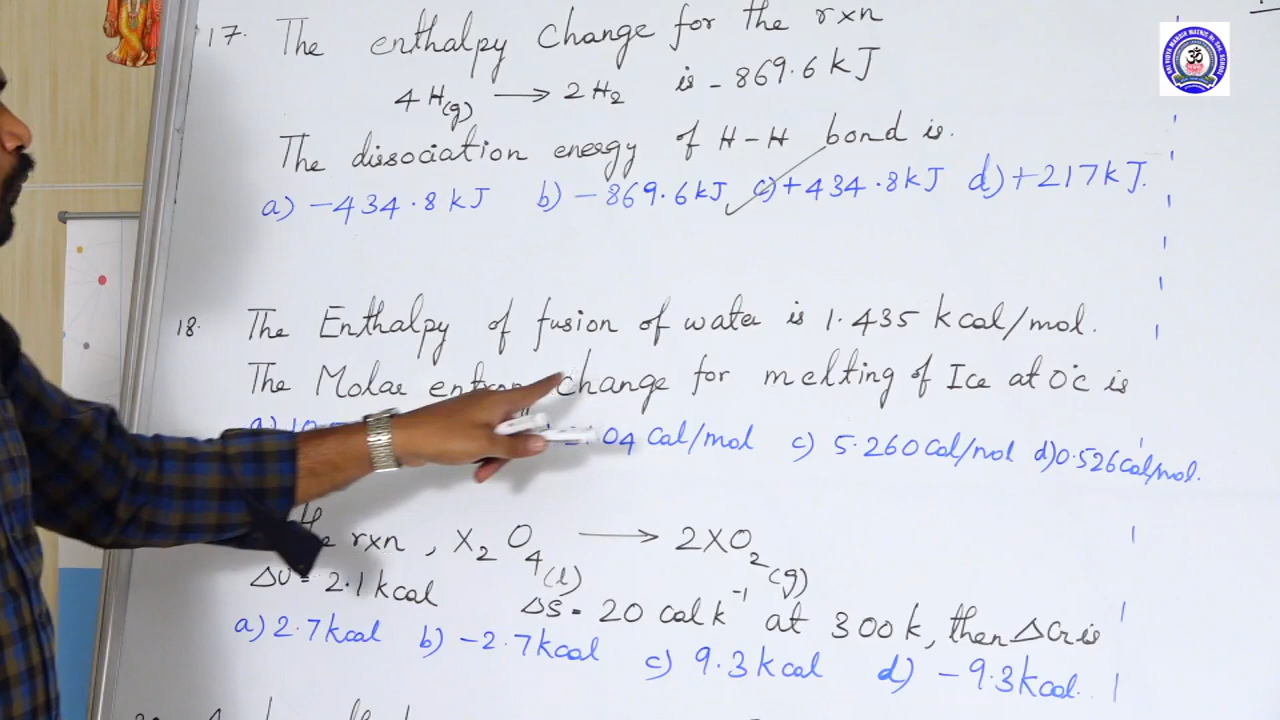 17. The enthalpy change for the rxn
4 H(g) → 2 H2 is - 869.6 kJ
The dissociation energy of H-H bond is.
a) -434.8 kJ b) -869.6 kJ c) +434.8 kJ d) +217 kJ.
18. The Enthalpy of fusion of water is 1.435 kcal/mol.
The Molar change for melting of Ice at 0°c is
04 Cal/mol c) 5.260 Cal/mol d) 0.526 Cal/mol.
the rxn, X2O4(l) → 2XO2(g)
ΔU = 2.1 kcal ΔS = 20 cal k-1 at 300 k, then ΔG is
a) 2.7 kcal b) -2.7 kcal c) 9.3 kcal d) -9.3 kcal.